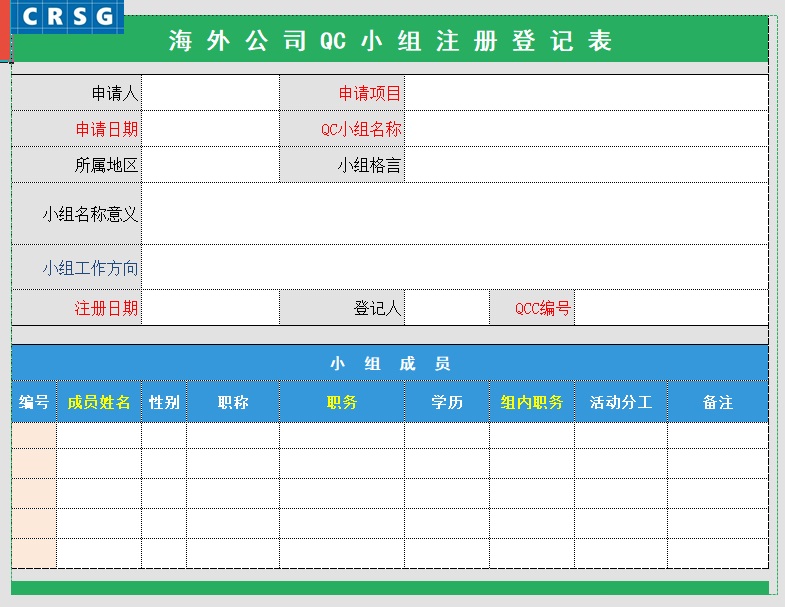 CRSG
海外公司QC小组注册登记表
申请人 申请项目
申请日期 QC小组名称
所属地区 小组格言
小组名称意义
小组工作方向
注册日期 登记人 QCC编号
小组成员
编号 成员姓名 性别 职称 职务 学历 组内职务 活动分工 备注